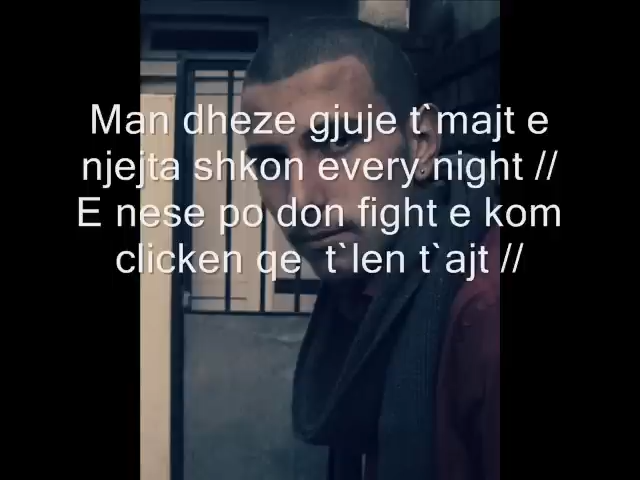 Man dheze gjuje t`majt e
njejta shkon every night //
E nese po don fight e kom
clicken qe  t`len t`ajt //